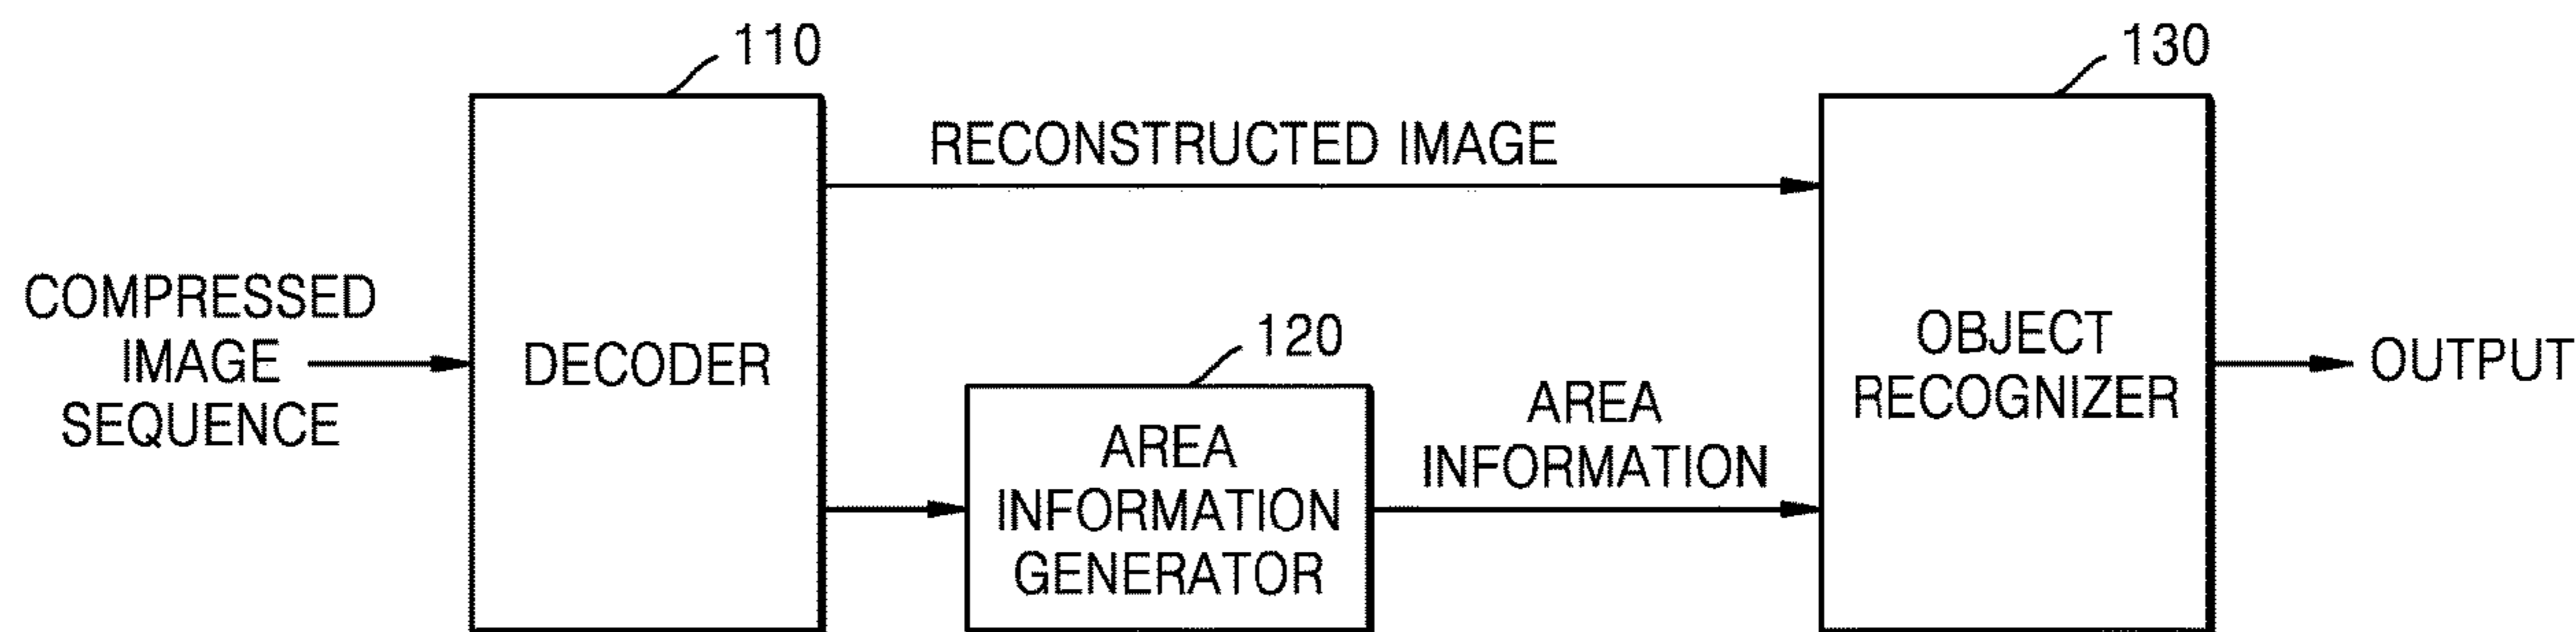 110
130
RECONSTRUCTED IMAGE
COMPRESSED
IMAGE
SEQUENCE
DECODER
120
AREA
INFORMATION
GENERATOR
AREA
INFORMATION
OBJECT
RECOGNIZER
OUTPUT